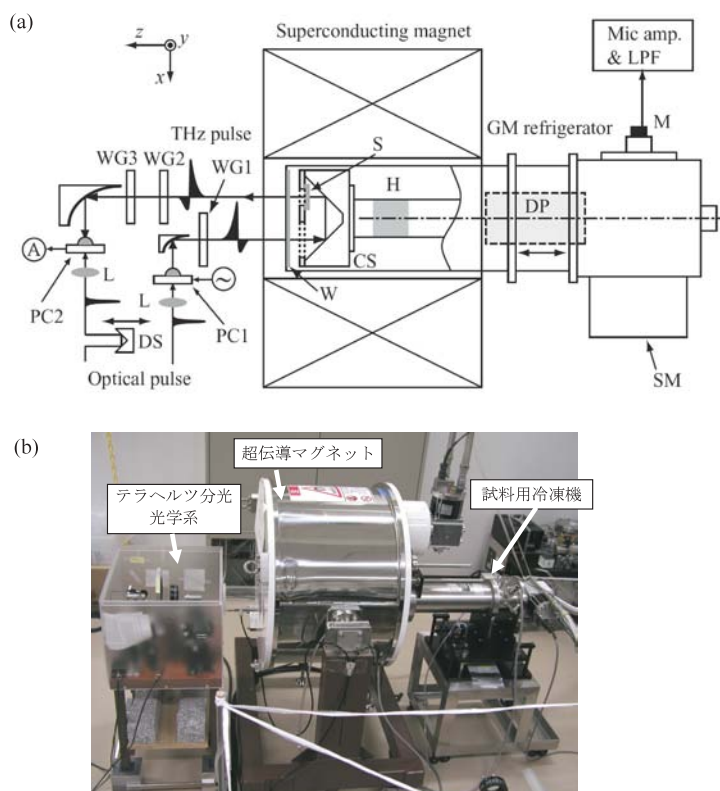 (a)
z
y
x
Superconducting magnet
Mic amp.
& LPF
M
GM refrigerator
THz pulse
WG3
WG2
WG1
S
H
DP
CS
W
A
L
L
PC2
PC1
DS
Optical pulse
SM
(b)
超伝導マグネット
テラヘルツ分光
光学系
試料用冷凍機